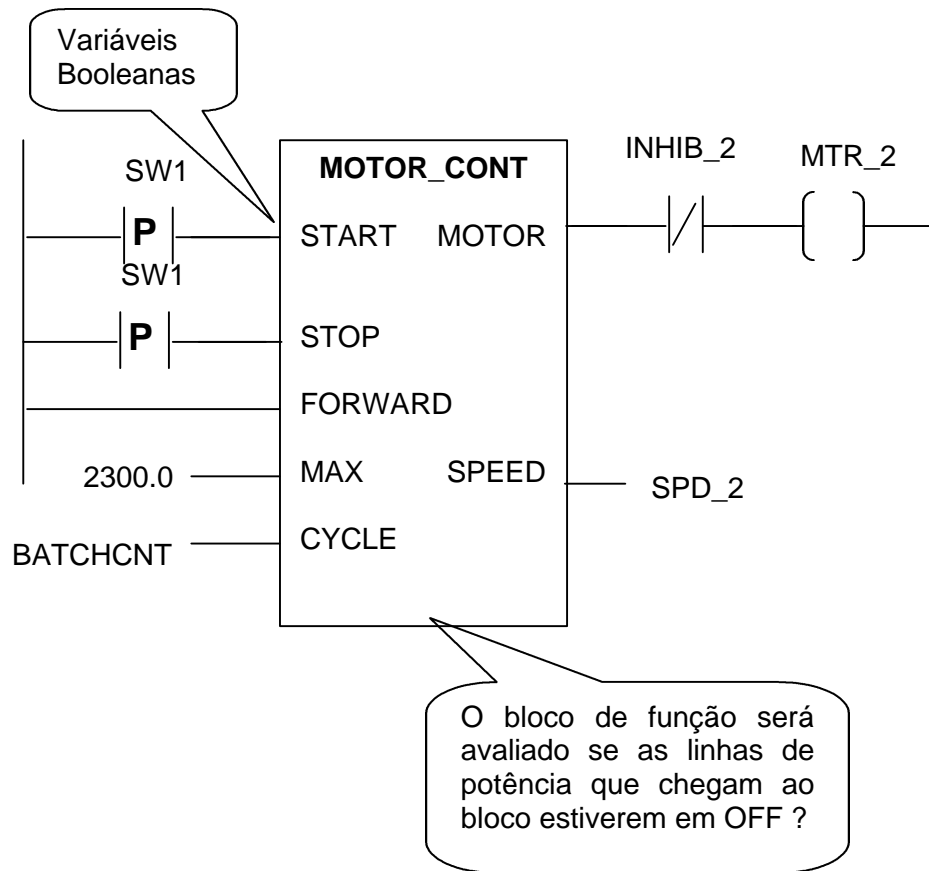 Variáveis
Booleanas
SW1
P
SW1
P
MOTOR_CONT
START MOTOR
STOP
FORWARD
MAX SPEED
CYCLE
2300.0
BATCHCNT
INHIB_2
MTR_2
SPD_2
O bloco de função será
avaliado se as linhas de
potência que chegam ao
bloco estiverem em OFF ?